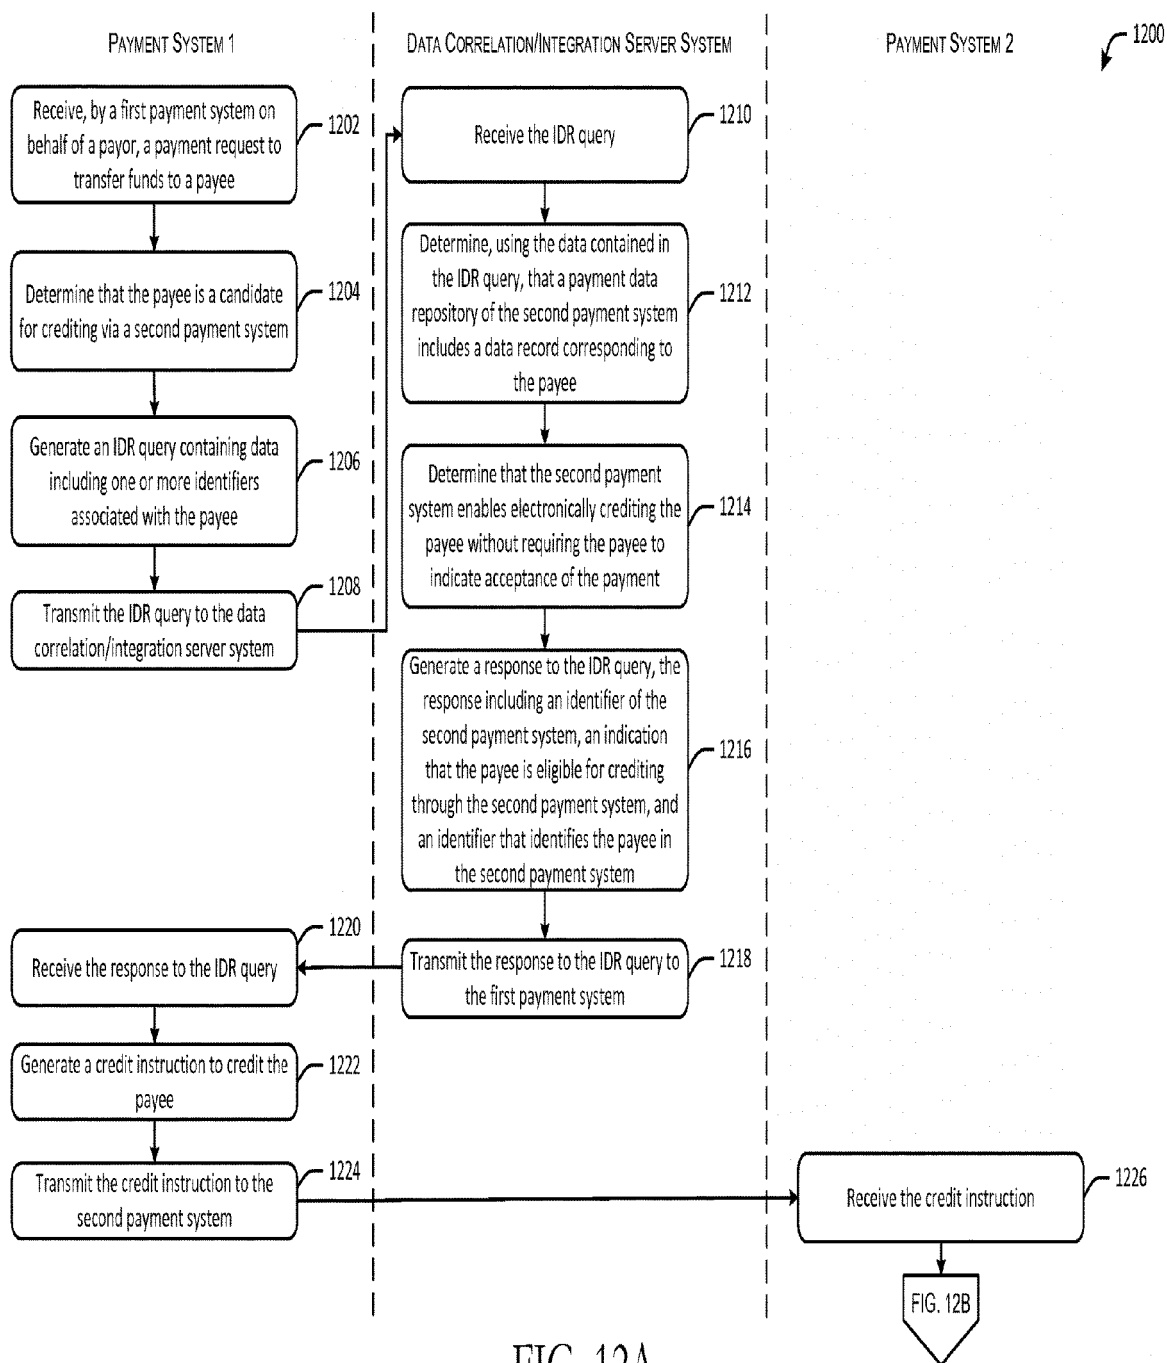 PAYMENT SYSTEM 1
DATA CORRELATION/INTEGRATION SERVER SYSTEM
PAYMENT SYSTEM 2
1200
Receive, by a first payment system on
behalf of a payor, a payment request to
transfer funds to a payee
1202
Determine that the payee is a candidate
for crediting via a second payment system
1204
Generate an IDR query containing data
including one or more identifiers
associated with the payee
1206
Transmit the IDR query to the data
correlation/integration server system
1208
Receive the IDR query
1210
Determine, using the data contained in
the IDR query, that a payment data
repository of the second payment system
includes a data record corresponding to
the payee
1212
Determine that the second payment
system enables electronically crediting the
payee without requiring the payee to
indicate acceptance of the payment
1214
Generate a response to the IDR query, the
response including an identifier of the
second payment system, an indication
that the payee is eligible for crediting
through the second payment system, and
an identifier that identifies the payee in
the second payment system
1216
Transmit the response to the IDR query to
the first payment system
1218
Receive the response to the IDR query
1220
Generate a credit instruction to credit the
payee
1222
Transmit the credit instruction to the
second payment system
1224
Receive the credit instruction
1226
FIG. 12B
FIG. 12A